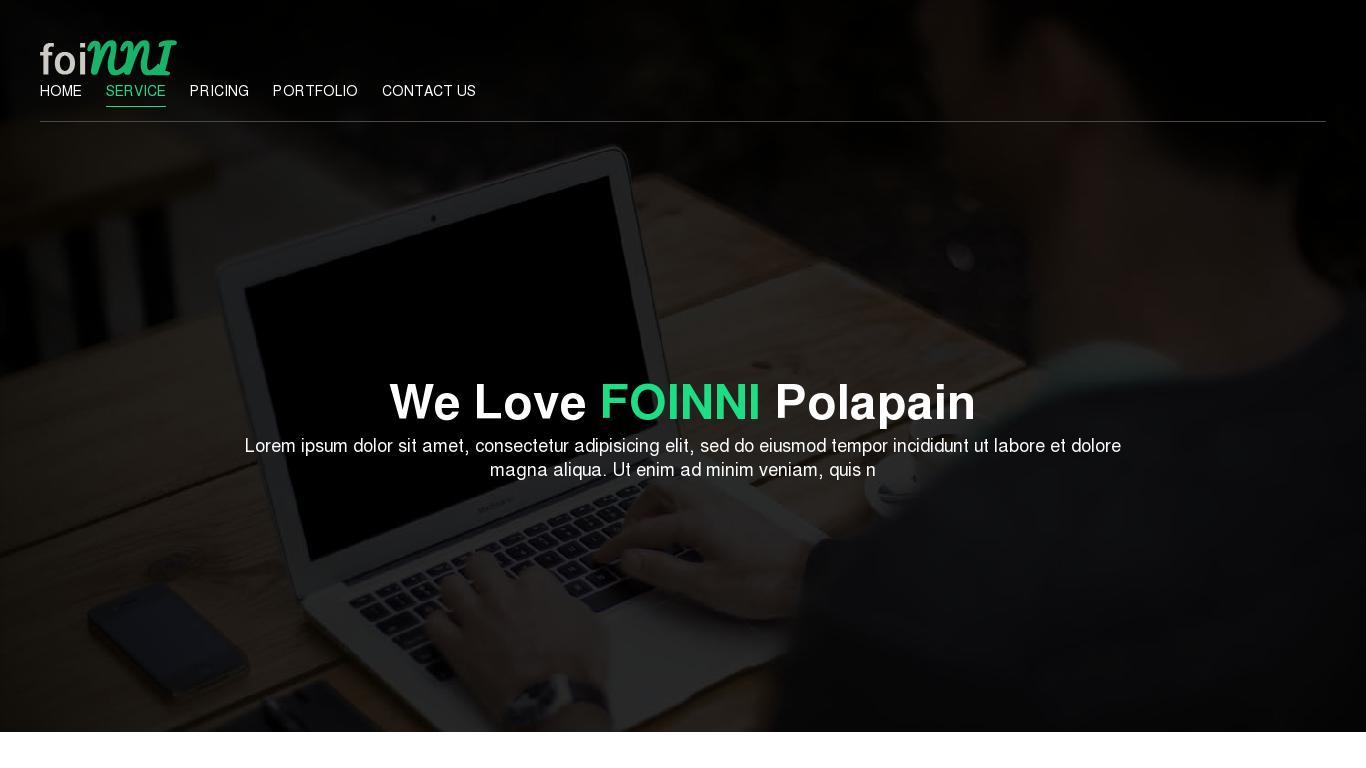 foiNNI
HOME SERVICE PRICING PORTFOLIO CONTACT US
We Love FOINNI Polapain
Lorem ipsum dolor sit amet, consectetur adipisicing elit, sed do eiusmod tempor incididunt ut labore et dolore
magna aliqua. Ut enim ad minim veniam, quis n